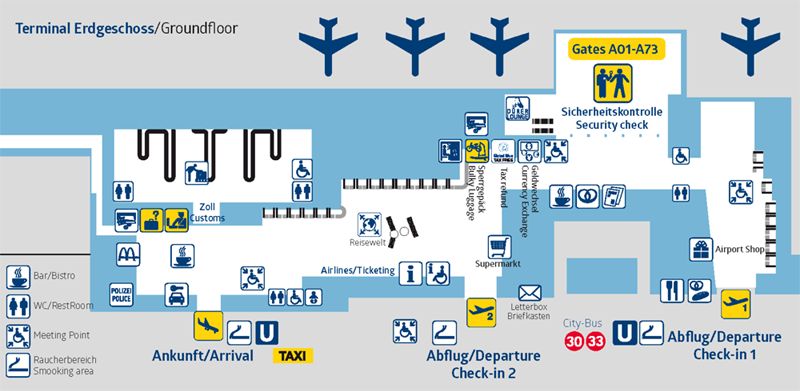 Terminal Erdgeschoss/Groundfloor
Gates A01-A73
Sicherheitskontrolle
Security check
DÜRER
LOUNGE
TAX FREE
Sperrgepäck
Bulky Luggage
Tax refund
Geldwechsel
Currency Exchange
Zoll
Customs
Reisewelt
Airlines/Ticketing
Supermarkt
Airport Shop
POLIZEI
POLICE
Bar/Bistro
WC/RestRoom
Meeting Point
Raucherbereich
Smooking area
Letterbox
Briefkasten
2
1
U
U
Ankunft/Arrival
TAXI
Abflug/Departure
Check-in 2
City-Bus
30 33
Abflug/Departure
Check-in 1